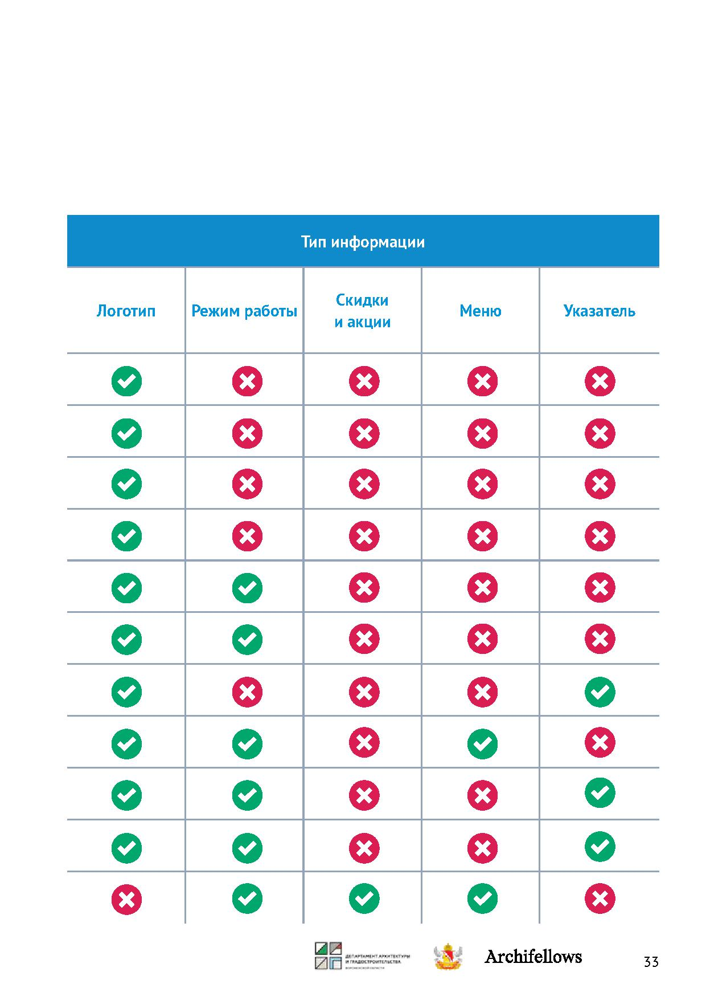 Тип информации
Логотип
Режим работы
Скидки
и акции
Меню
Указатель
ДЕПАРТАМЕНТ АРХИТЕКТУРЫ
И ГРАДОСТРОИТЕЛЬСТВА
ВОРОНЕЖСКОЙ ОБЛАСТИ
Archifellows
33